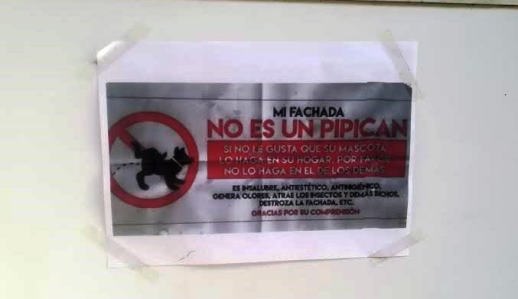 MI FACHADA
NO ES UN PIPICAN
SI NO LE GUSTA QUE SU MASCOTA
LO HAGA EN SU HOGAR, POR FAVOR
NO LO HAGA EN EL DE LOS DEMÁS
ES INSALUBRE, ANTIESTÉTICO, ANTIHIGÉNICO,
GENERA OLORES, ATRAE LOS INSECTOS Y DEMÁS BICHOS,
DESTROZA LA FACHADA, ETC.
GRACIAS POR SU COMPRENSIÓN